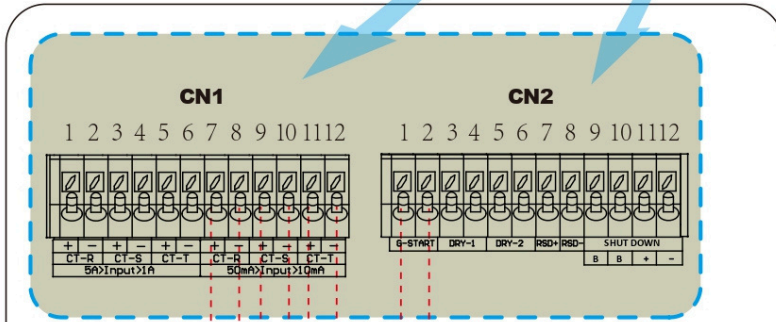 CN1
CN2
1 2 3 4 5 6 7 8 9 10 11 12
1 2 3 4 5 6 7 8 9 10 11 12
+ − + − + − + − + − + −
CT-R CT-S CT-T CT-R CT-S CT-T
5A>Input>1A 50mA>Input>10mA
G-START DRY-1 DRY-2 RSD+ RSD- SHUT DOWN
B B + −